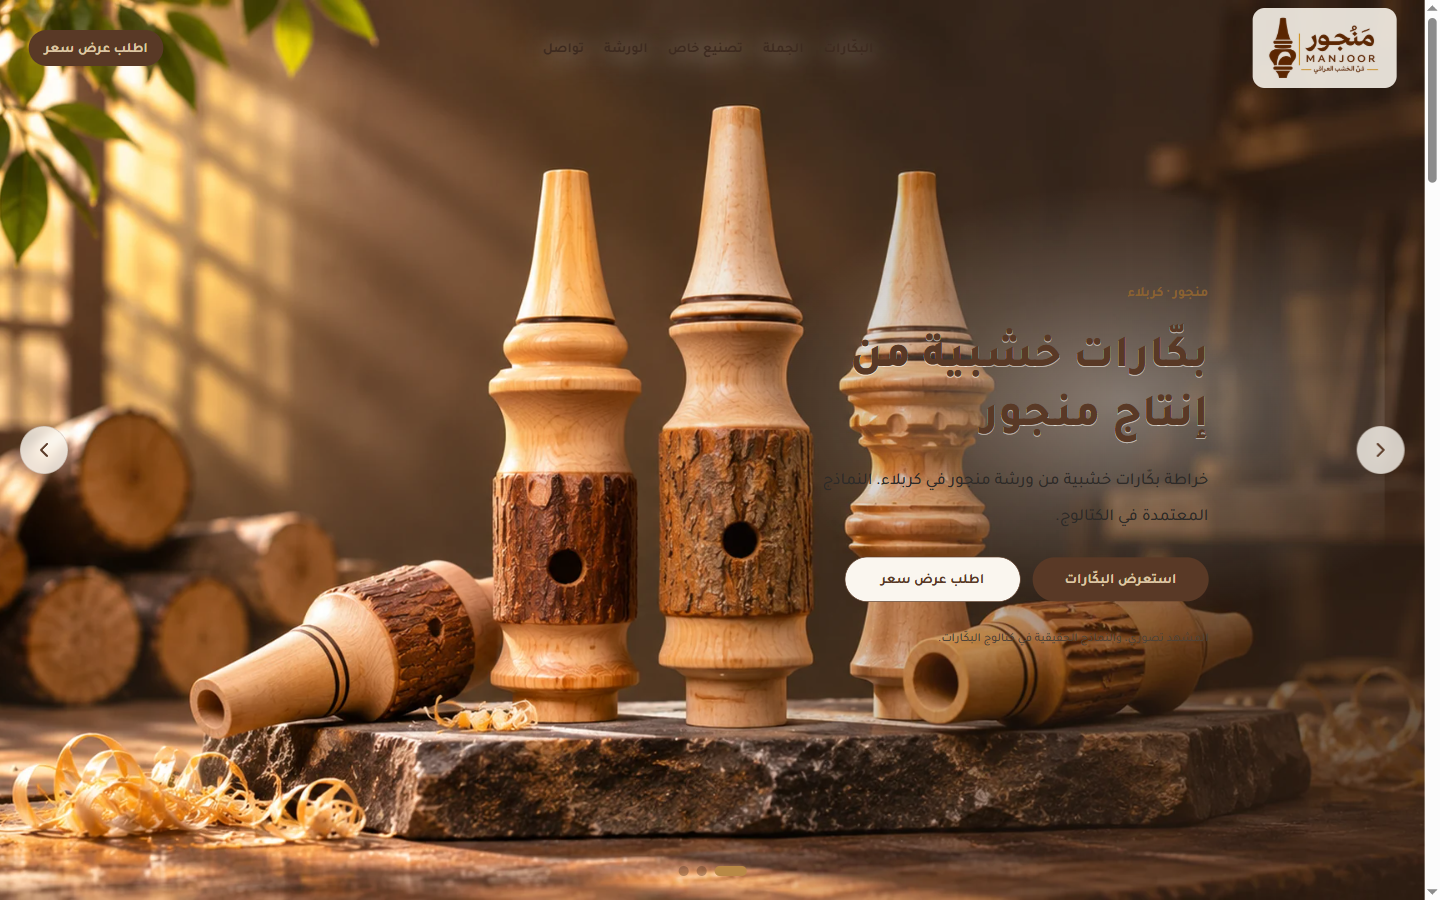 مَنْجور
MANJOOR
فنّ الخشب العراقي
البكّارات
الجملة
تصنيع خاص
الورشة
تواصل
اطلب عرض سعر
منجور · كربلاء
بكّارات خشبية من
إنتاج منجور
خراطة بكّارات خشبية من ورشة منجور في كربلاء. النماذج
المعتمدة في الكتالوج.
استعرض البكّارات
اطلب عرض سعر
الحقيقية في كتالوج البكّارات.